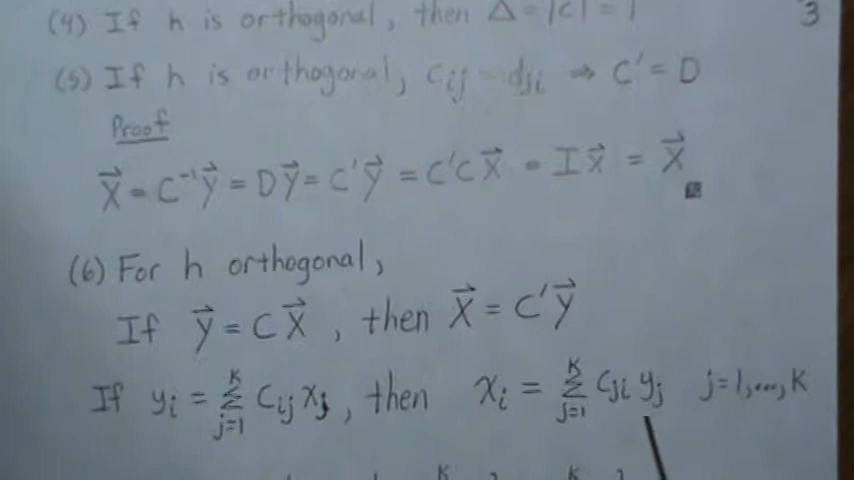 3
(4) If h is orthogonal, then Δ = |C| = 1
(5) If h is orthogonal, Cij = dji ⇒ C' = D
Proof
X⃗ = C⁻¹Y⃗ = DY⃗ = C'Y⃗ = C'CX⃗ = IX⃗ = X⃗
(6) For h orthogonal,
If Y⃗ = CX⃗, then X⃗ = C'Y⃗
If yi = Σ_{j=1}^{K} Cij xj, then xi = Σ_{j=1}^{K} Cji yj j=1,...,K